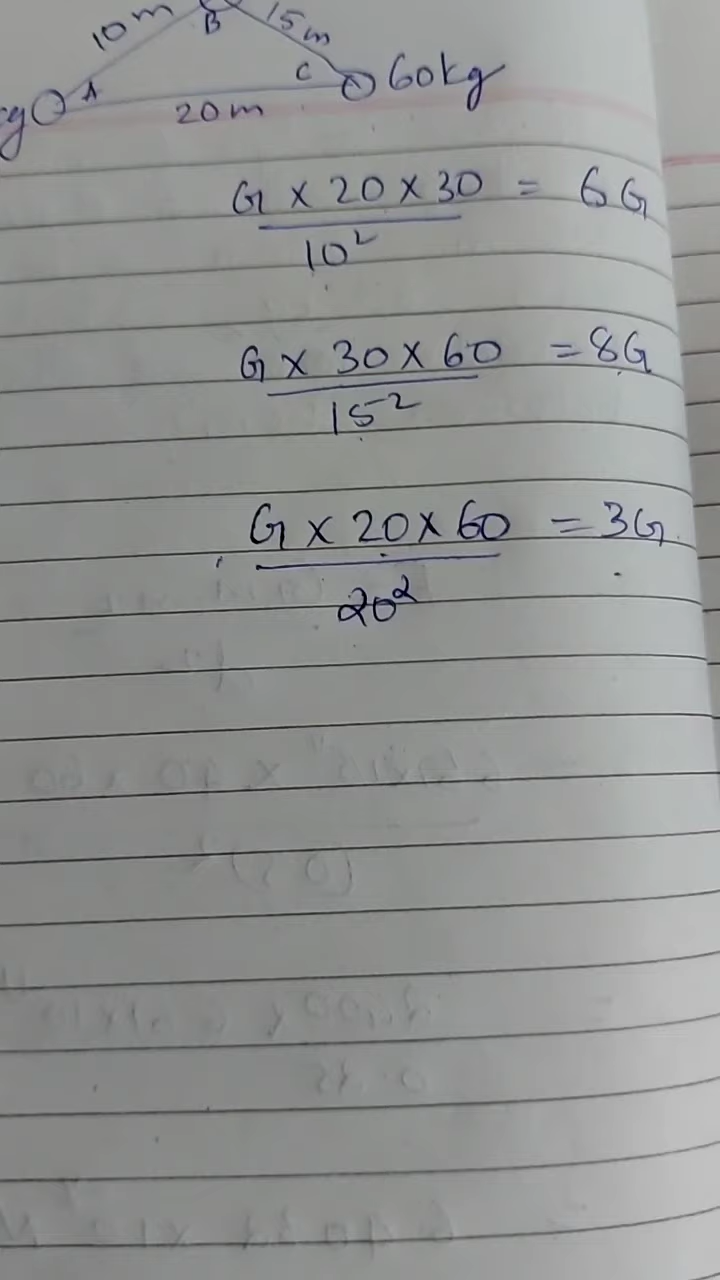 10m B 15m
g A C 60kg
20m
G × 20 × 30 = 6G
10²
G × 30 × 60 = 8G
15²
G × 20 × 60 = 3G
20²